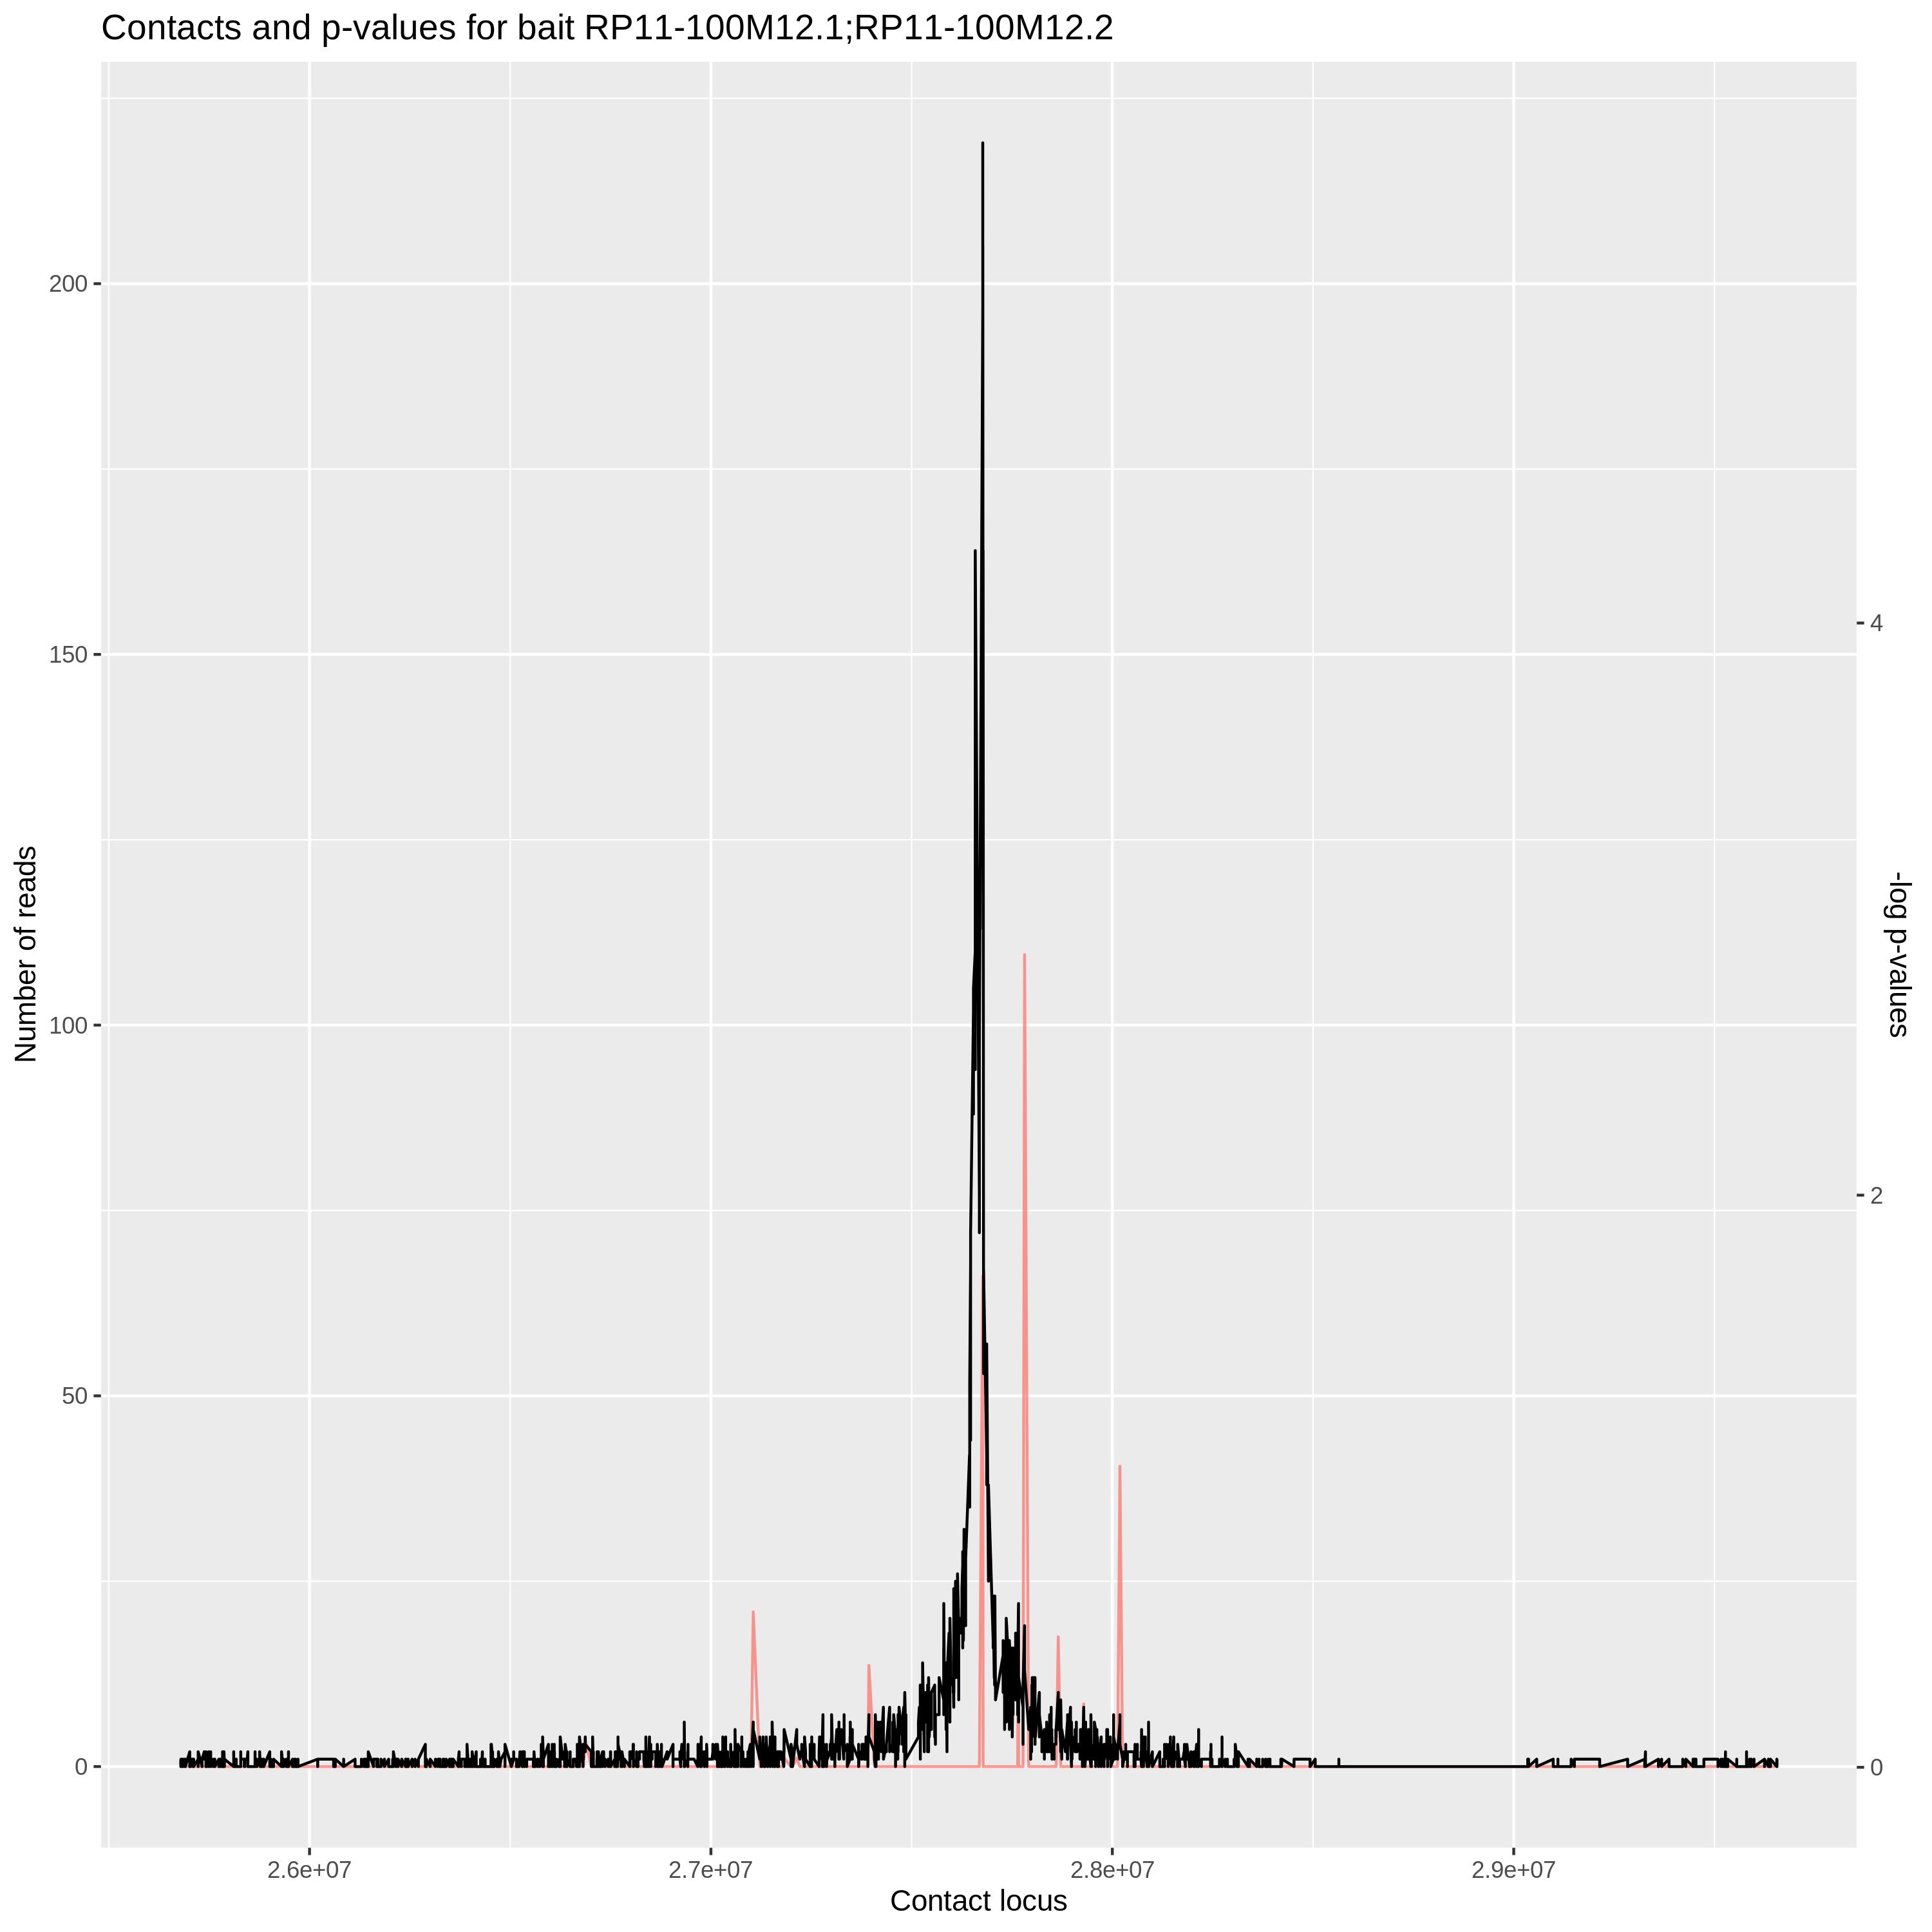 Contacts and p-values for bait RP11-100M12.1;RP11-100M12.2
Number of reads
200
150
100
50
0
4
2
0
-log p-values
2.6e+07
2.7e+07
2.8e+07
2.9e+07
Contact locus